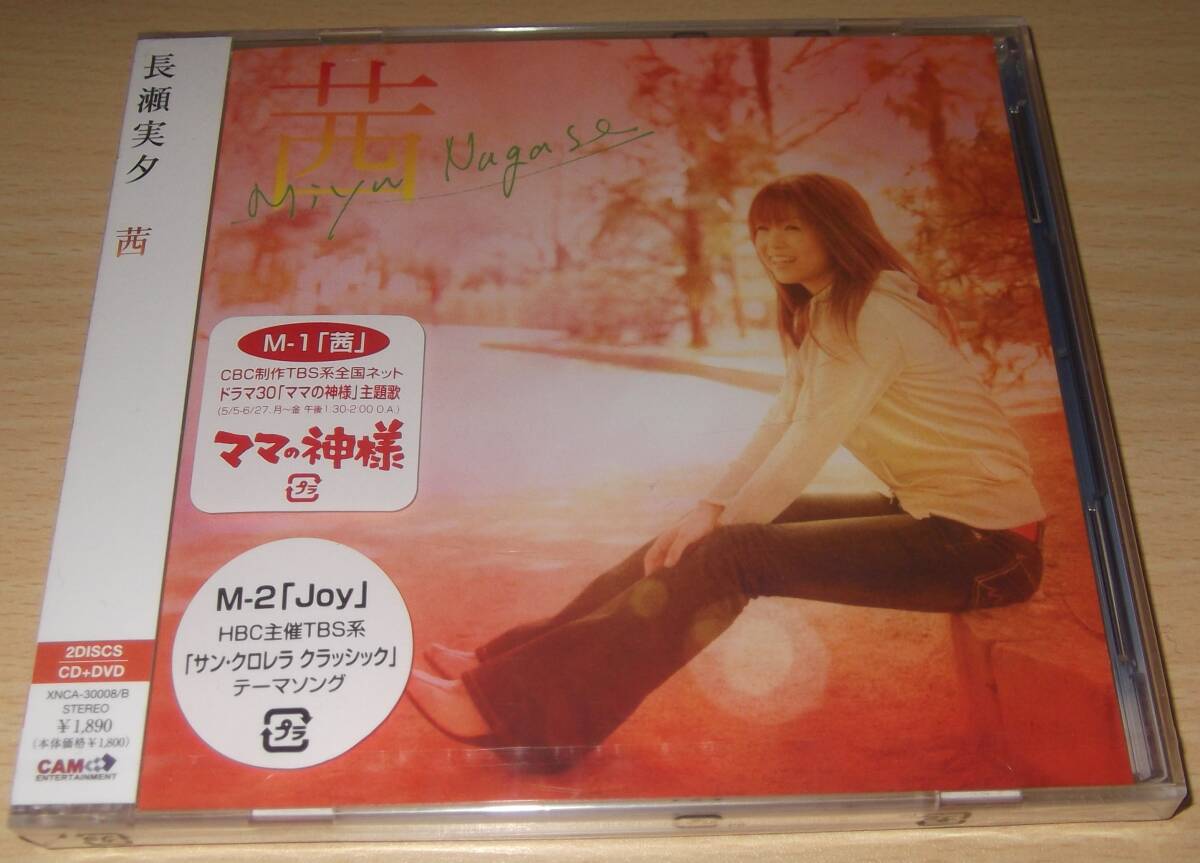 長瀬実夕 茜
2DISCS
CD+DVD
XNCA-30008/B
STEREO
¥1,890
(本体価格¥1,800)
CAM
ENTERTAINMENT
茜
Miyu Nagase
M-1「茜」
CBC制作TBS系全国ネット
ドラマ30「ママの神様」主題歌
(5/5-6/27、月〜金 午後1:30-2:00 O.A.)
ママの神様
プラ
M-2「Joy」
HBC主催TBS系
「サン・クロレラ クラッシック」
テーマソング
プラ